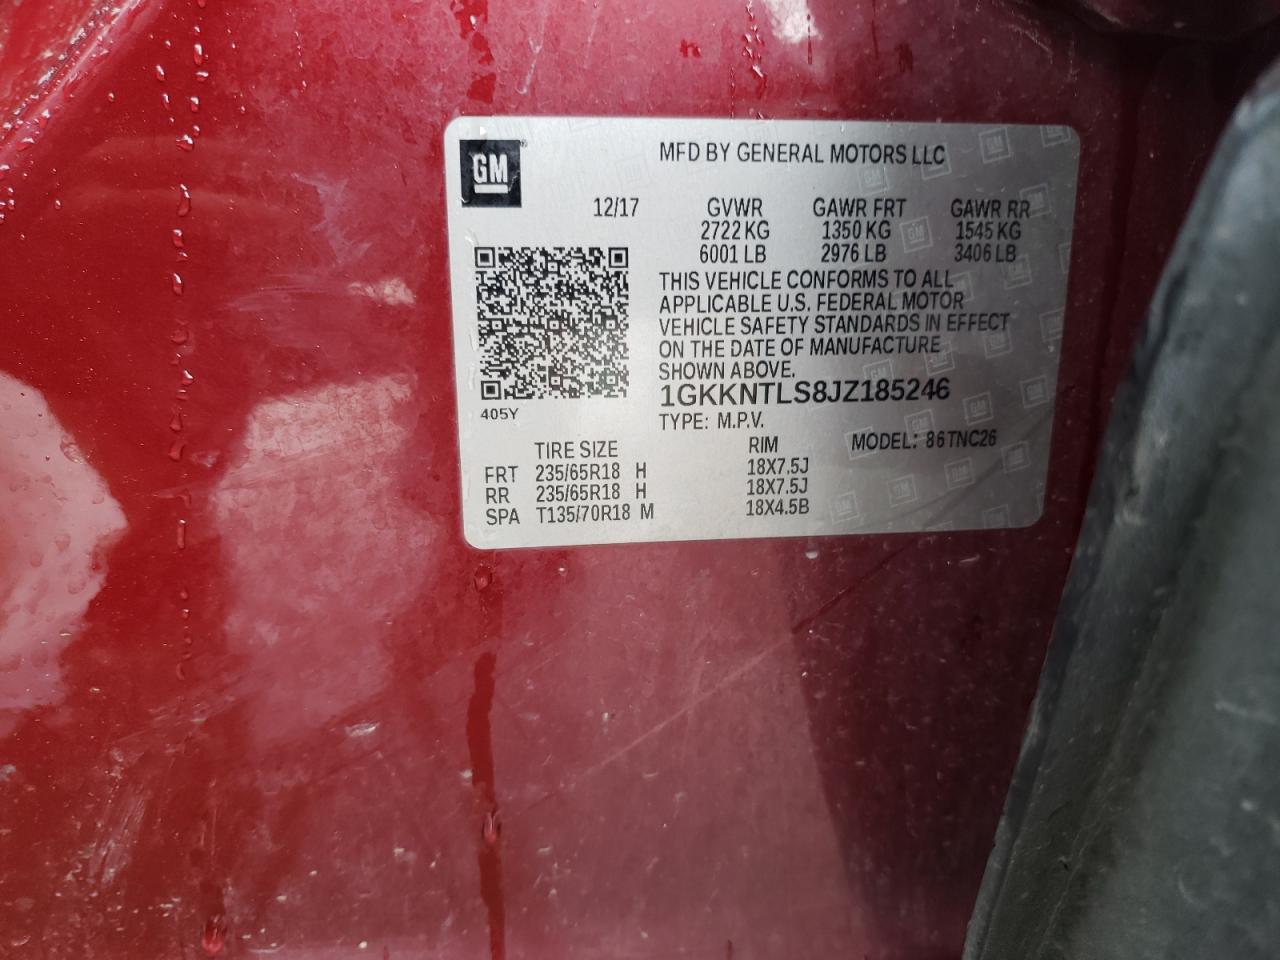 GM
MFD BY GENERAL MOTORS LLC
12/17 GVWR GAWR FRT GAWR RR
2722 KG 1350 KG 1545 KG
6001 LB 2976 LB 3406 LB
THIS VEHICLE CONFORMS TO ALL
APPLICABLE U.S. FEDERAL MOTOR
VEHICLE SAFETY STANDARDS IN EFFECT
ON THE DATE OF MANUFACTURE
SHOWN ABOVE.
1GKKNTLS8JZ185246
405Y
TYPE: M.P.V.
MODEL: 86TNC26
TIRE SIZE RIM
FRT 235/65R18 H 18X7.5J
RR 235/65R18 H 18X7.5J
SPA T135/70R18 M 18X4.5B